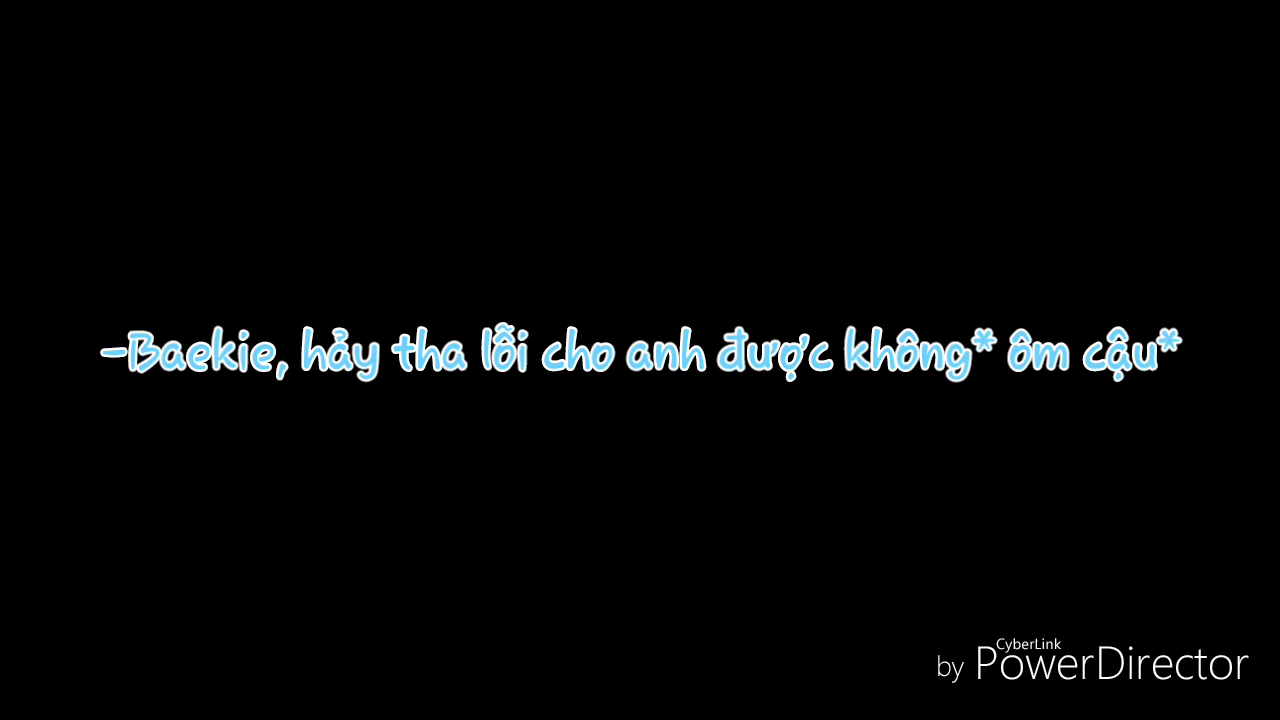 -Baekie, hảy tha lỗi cho anh được không* ôm cậu*
CyberLink
by PowerDirector